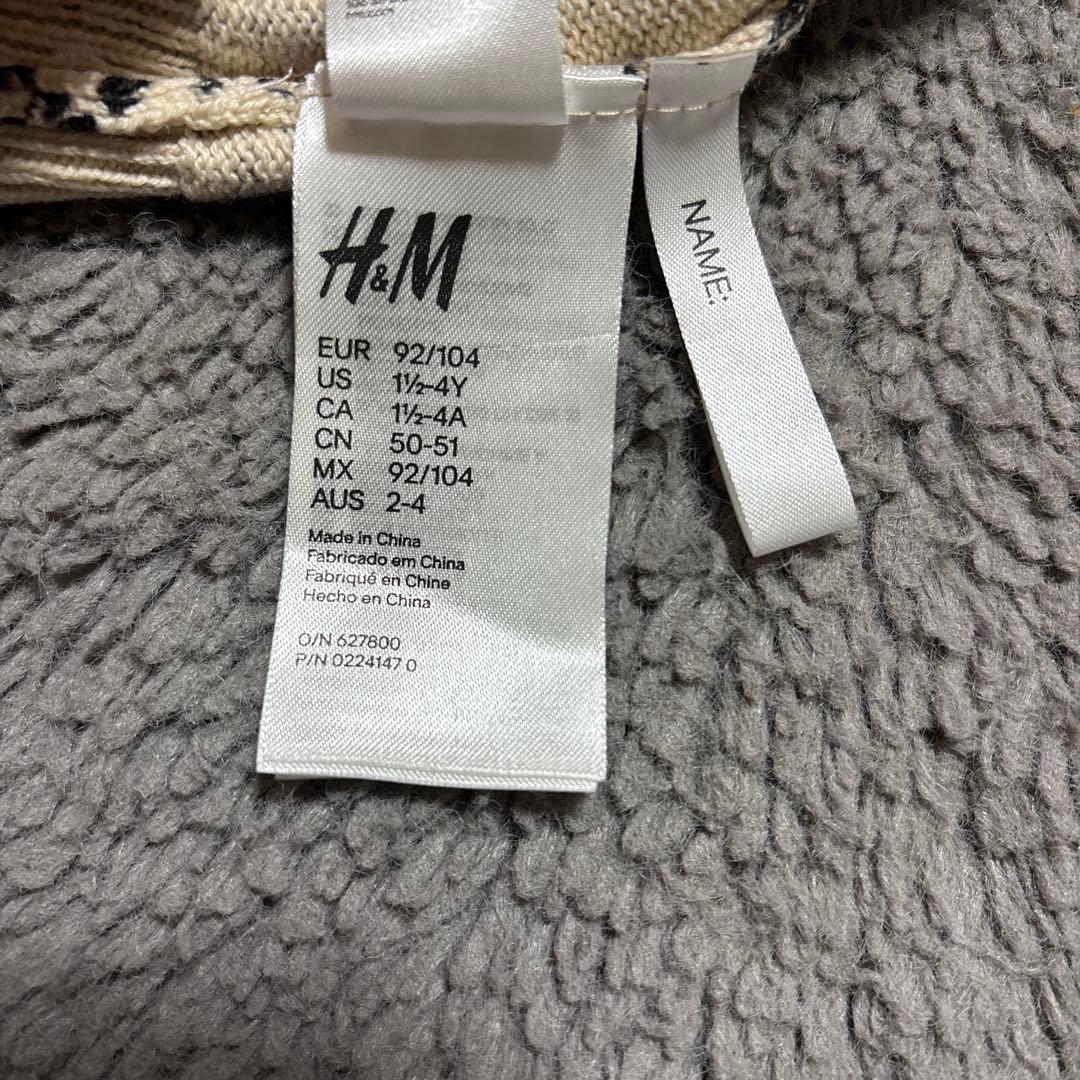 H&M
EUR 92/104
US 1½-4Y
CA 1½-4A
CN 50-51
MX 92/104
AUS 2-4
Made in China
Fabricado em China
Fabriqué en Chine
Hecho en China
O/N 627800
P/N 0224147 0
NAME: